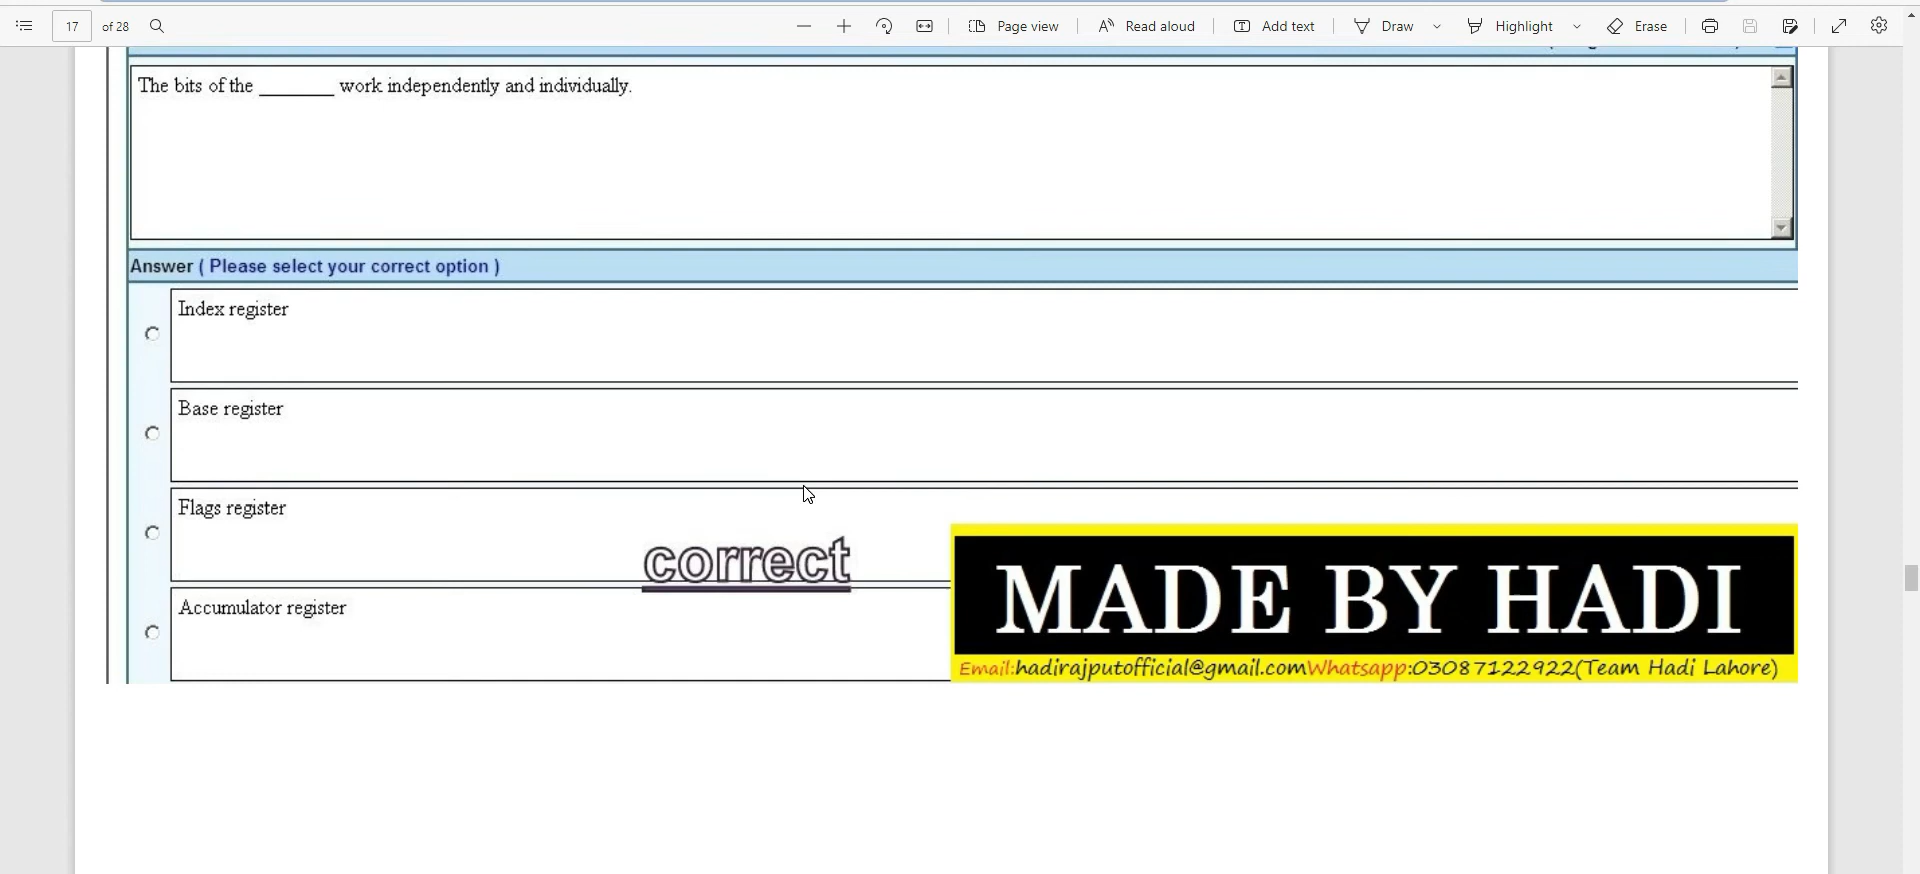 17 of 28 Page view Read aloud Add text Draw Highlight Erase
The bits of the ________ work independently and individually.
Answer ( Please select your correct option )
Index register
Base register
Flags register
correct
Accumulator register
MADE BY HADI
Email:hadirajputofficial@gmail.comWhatsapp:03087122922(Team Hadi Lahore)